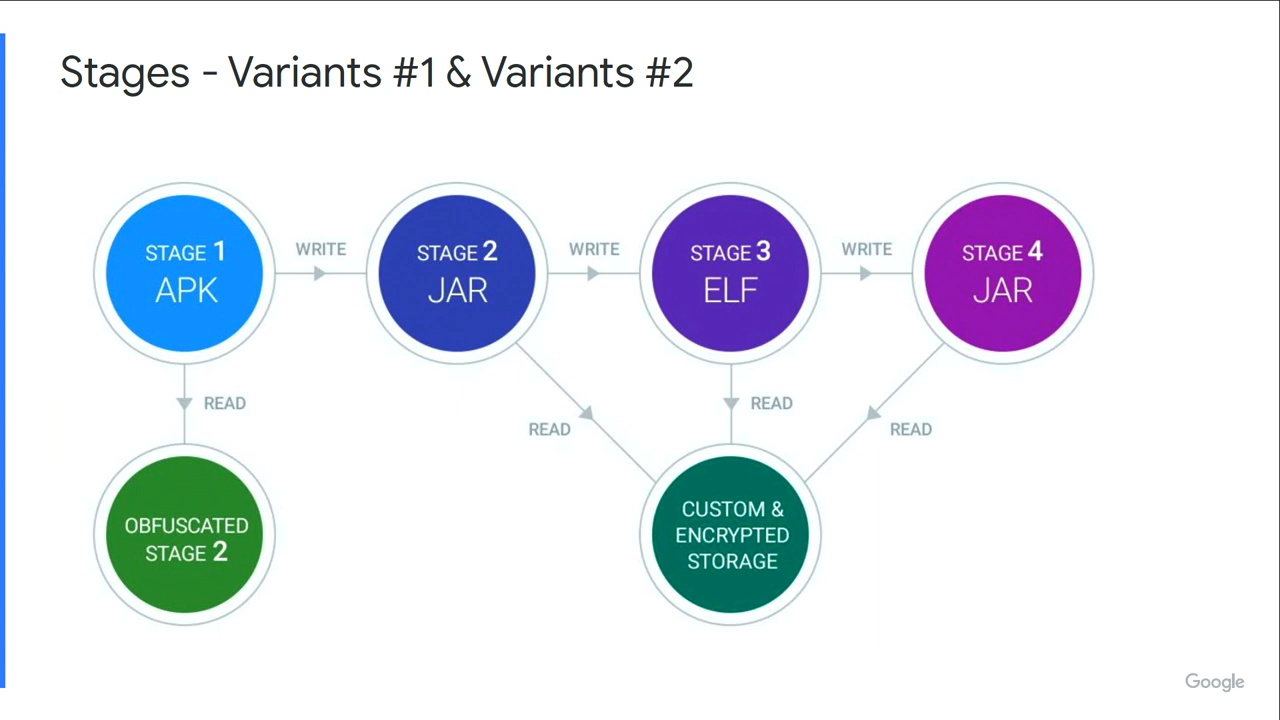 Stages - Variants #1 & Variants #2
STAGE 1
APK
WRITE
STAGE 2
JAR
WRITE
STAGE 3
ELF
WRITE
STAGE 4
JAR
READ
READ
READ
READ
OBFUSCATED
STAGE 2
CUSTOM &
ENCRYPTED
STORAGE
Google